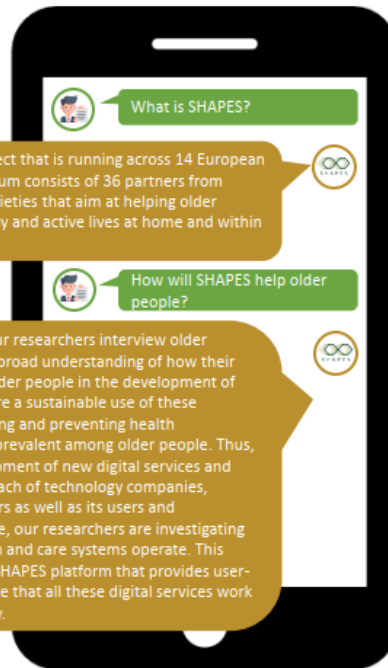 What is SHAPES?
ect that is running across 14 European
um consists of 36 partners from
ieties that aim at helping older
y and active lives at home and within
SHAPES
How will SHAPES help older
people?
SHAPES
ur researchers interview older
broad understanding of how their
der people in the development of
re a sustainable use of these
ing and preventing health
prevalent among older people. Thus,
pment of new digital services and
ach of technology companies,
rs as well as its users and
e, our researchers are investigating
h and care systems operate. This
SHAPES platform that provides user-
re that all these digital services work